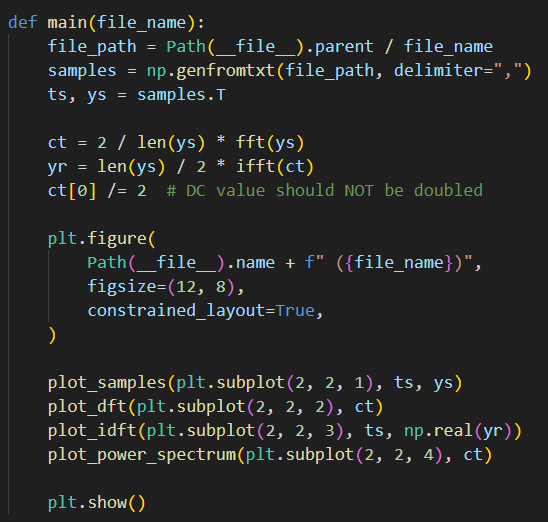 def main(file_name):
    file_path = Path(__file__).parent / file_name
    samples = np.genfromtxt(file_path, delimiter=",")
    ts, ys = samples.T

    ct = 2 / len(ys) * fft(ys)
    yr = len(ys) / 2 * ifft(ct)
    ct[0] /= 2  # DC value should NOT be doubled

    plt.figure(
        Path(__file__).name + f" ({file_name})",
        figsize=(12, 8),
        constrained_layout=True,
    )

    plot_samples(plt.subplot(2, 2, 1), ts, ys)
    plot_dft(plt.subplot(2, 2, 2), ct)
    plot_idft(plt.subplot(2, 2, 3), ts, np.real(yr))
    plot_power_spectrum(plt.subplot(2, 2, 4), ct)

    plt.show()